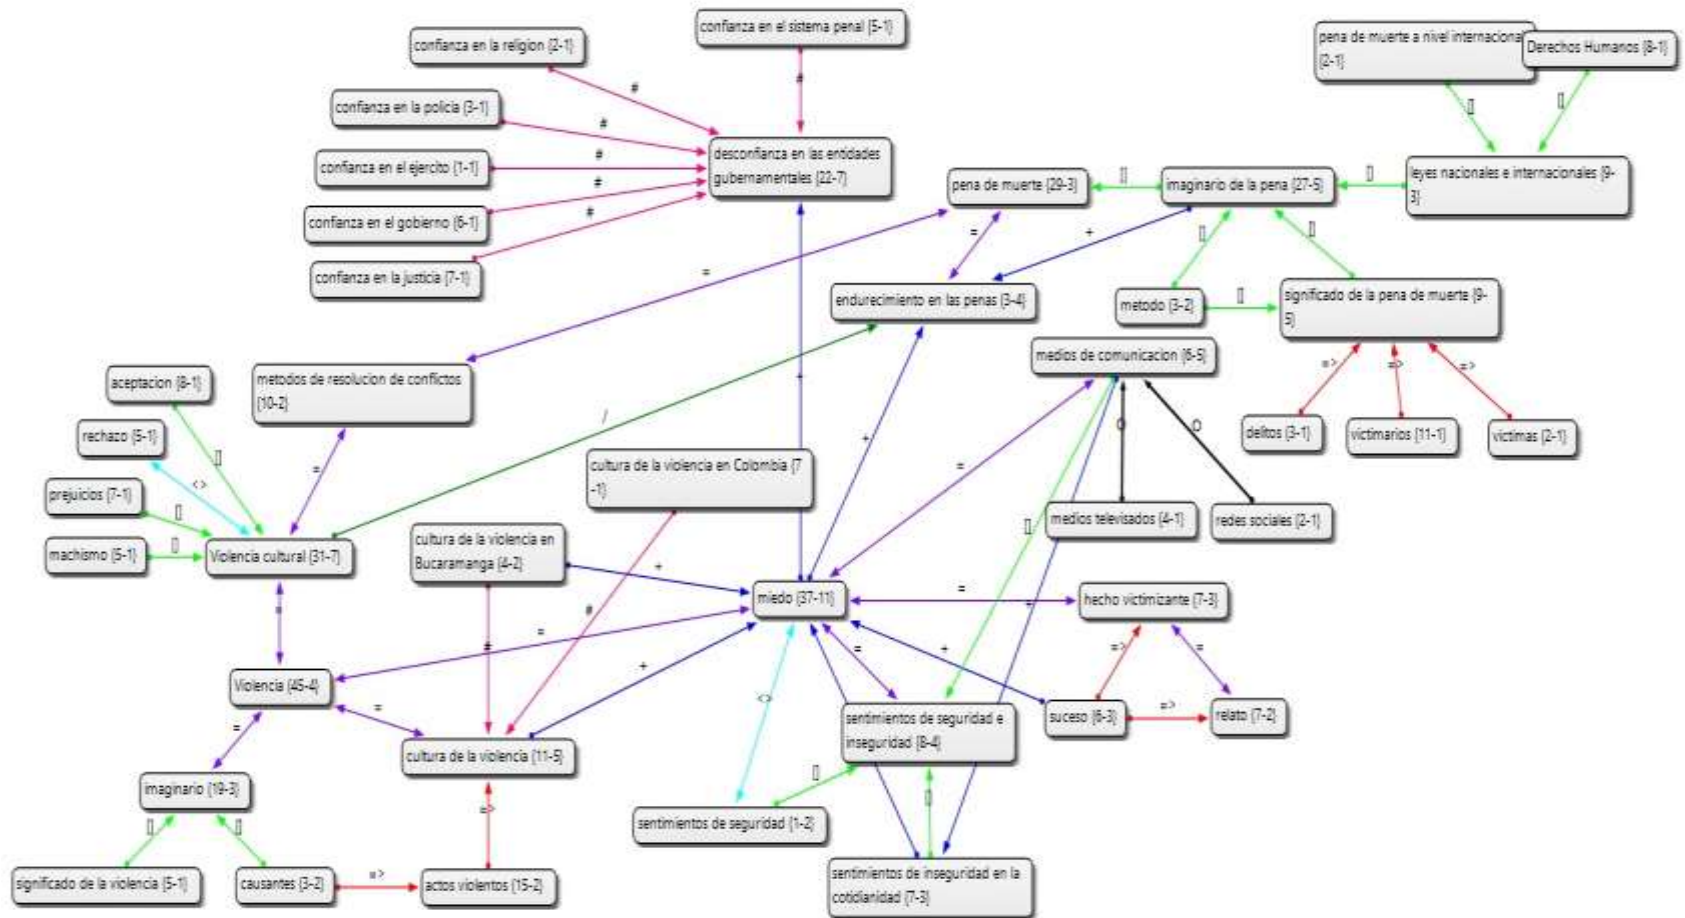 confianza en el sistema penal {5-1}
confianza en la religion {2-1}
pena de muerte a nivel internacional
{2-1}
Derechos Humanos {8-1}
confianza en la policia {3-1}
desconfianza en las entidades
gubernamentales {22-7}
confianza en el ejercito {1-1}
pena de muerte {29-3}
imaginario de la pena {27-5}
leyes nacionales e internacionales {9-
3}
confianza en el gobierno {6-1}
confianza en la justicia {7-1}
endurecimiento en las penas {3-4}
metodo {3-2}
significado de la pena de muerte {9-
5}
medios de comunicacion {6-5}
aceptacion {8-1}
metodos de resolucion de conflictos
{10-2}
rechazo {5-1}
delitos {3-1}
victimarios {11-1}
victimas {2-1}
cultura de la violencia en Colombia {7
-1}
prejuicios {7-1}
medios televisados {4-1}
redes sociales {2-1}
machismo {5-1}
Violencia cultural {31-7}
cultura de la violencia en
Bucaramanga {4-2}
miedo {37-11}
hecho victimizante {7-3}
Violencia {45-4}
sentimientos de seguridad e
inseguridad {8-4}
suceso {6-3}
relato {7-2}
cultura de la violencia {11-5}
imaginario {19-3}
sentimientos de seguridad {1-2}
significado de la violencia {5-1}
causantes {3-2}
actos violentos {15-2}
sentimientos de inseguridad en la
cotidianidad {7-3}
#
#
#
#
#
#
[]
[]
[]
[]
=
+
[]
[]
[]
=
=>
=>
=>
/
+
+
O
O
=
[]
<>
[]
[]
=
[]
+
#
#
=
=
+
=
=
+
=>
=
=>
<>
=
=
[]
[]
[]
[]
=>
=>